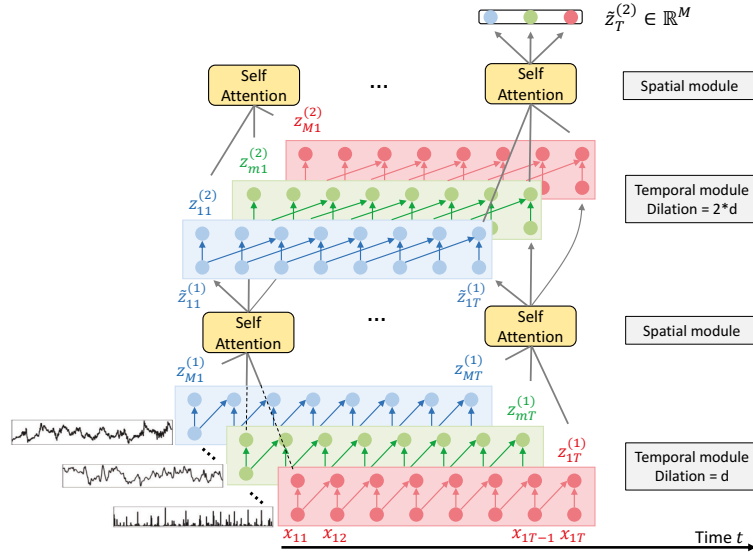 z̃_T^(2) ∈ ℝ^M
Self
Attention
...
Self
Attention
Spatial module
z_M1^(2)
z_m1^(2)
z_11^(2)
Temporal module
Dilation = 2*d
z̃_11^(1)
z̃_1T^(1)
Self
Attention
...
Self
Attention
Spatial module
z_M1^(1)
z_MT^(1)
z_mT^(1)
z_1T^(1)
Temporal module
Dilation = d
x_11 x_12 x_1T−1 x_1T
Time t